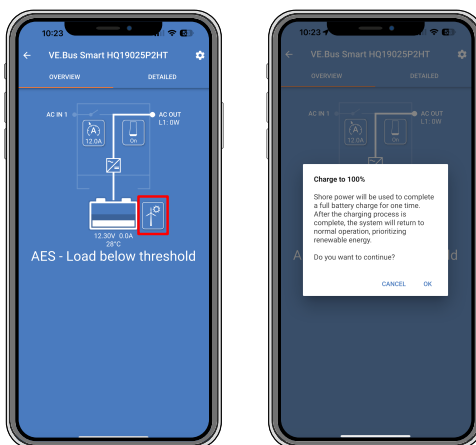 10:23
VE.Bus Smart HQ19025P2HT
OVERVIEW
DETAILED
AC IN 1
AC OUT
L1: 0W
(A)
12.0A
On
12.30V 0.0A
28°C
AES - Load below threshold
10:23
VE.Bus Smart HQ19025P2HT
OVERVIEW
DETAILED
AC IN 1
AC OUT
L1: 0W
(A)
12.0A
On
Charge to 100%
Shore power will be used to complete
a full battery charge for one time.
After the charging process is
complete, the system will return to
normal operation, prioritizing
renewable energy.
Do you want to continue?
CANCEL
OK
A
ld